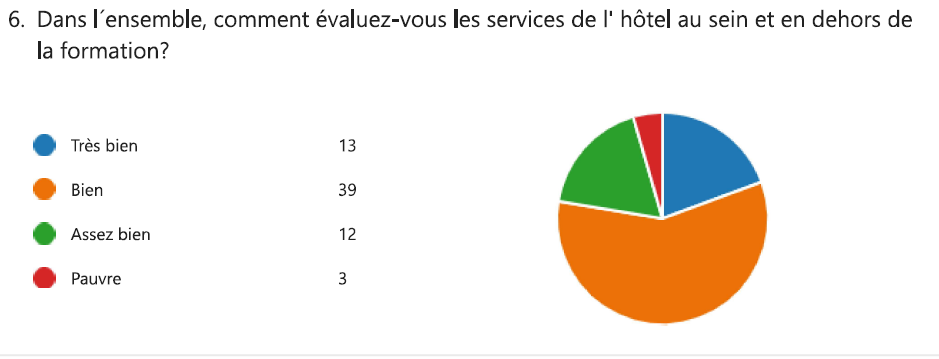 6. Dans l´ensemble, comment évaluez-vous les services de l' hôtel au sein et en dehors de
la formation?
Très bien 13
Bien 39
Assez bien 12
Pauvre 3